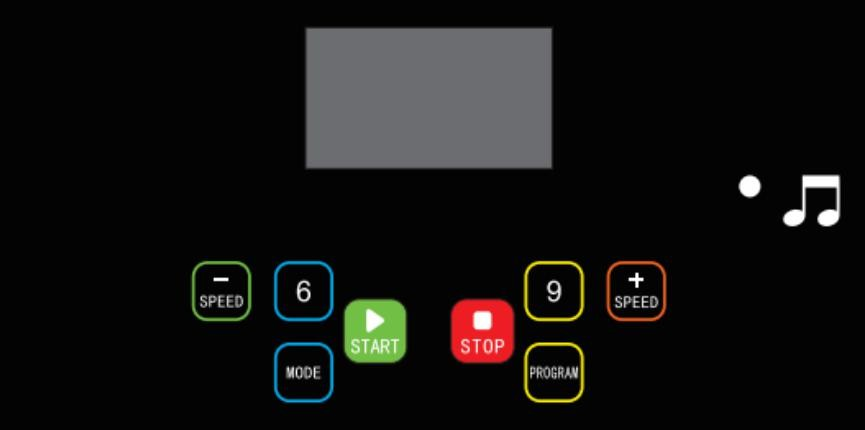 − SPEED
6
9
+ SPEED
START
STOP
MODE
PROGRAM